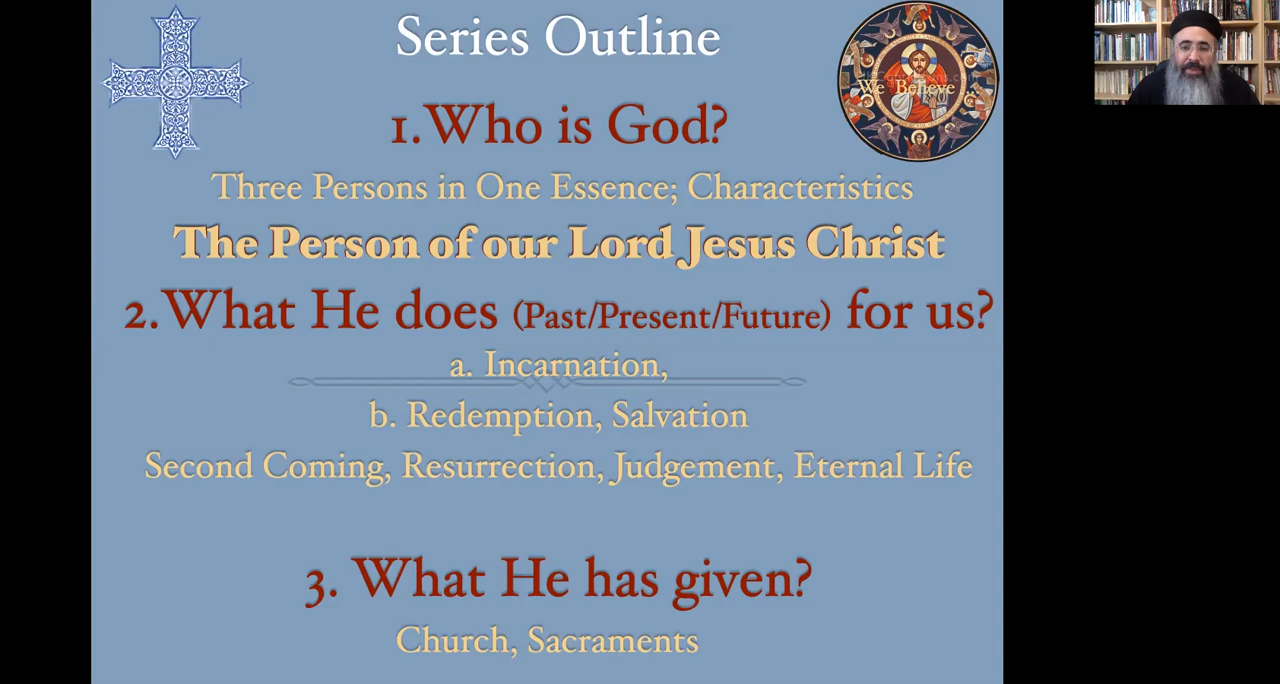 Series Outline
We Believe ...
1. Who is God?
Three Persons in One Essence; Characteristics
The Person of our Lord Jesus Christ
2. What He does (Past/Present/Future) for us?
a. Incarnation,
b. Redemption, Salvation
Second Coming, Resurrection, Judgement, Eternal Life
3. What He has given?
Church, Sacraments